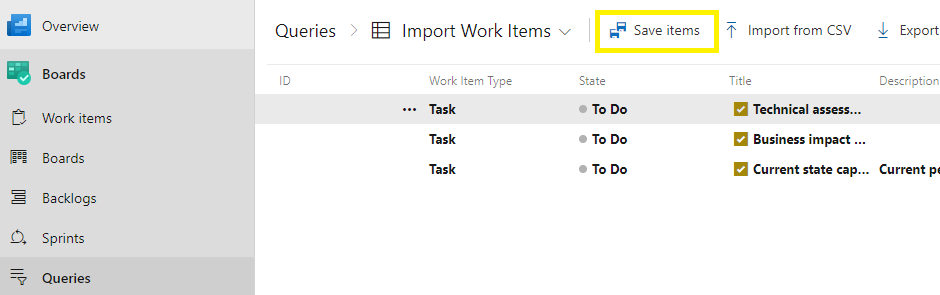 Overview
Boards
Work items
Boards
Backlogs
Sprints
Queries
Queries > Import Work Items Save items Import from CSV Export
ID Work Item Type State Title Description
... Task To Do Technical assess...
Task To Do Business impact ...
Task To Do Current state cap... Current pe